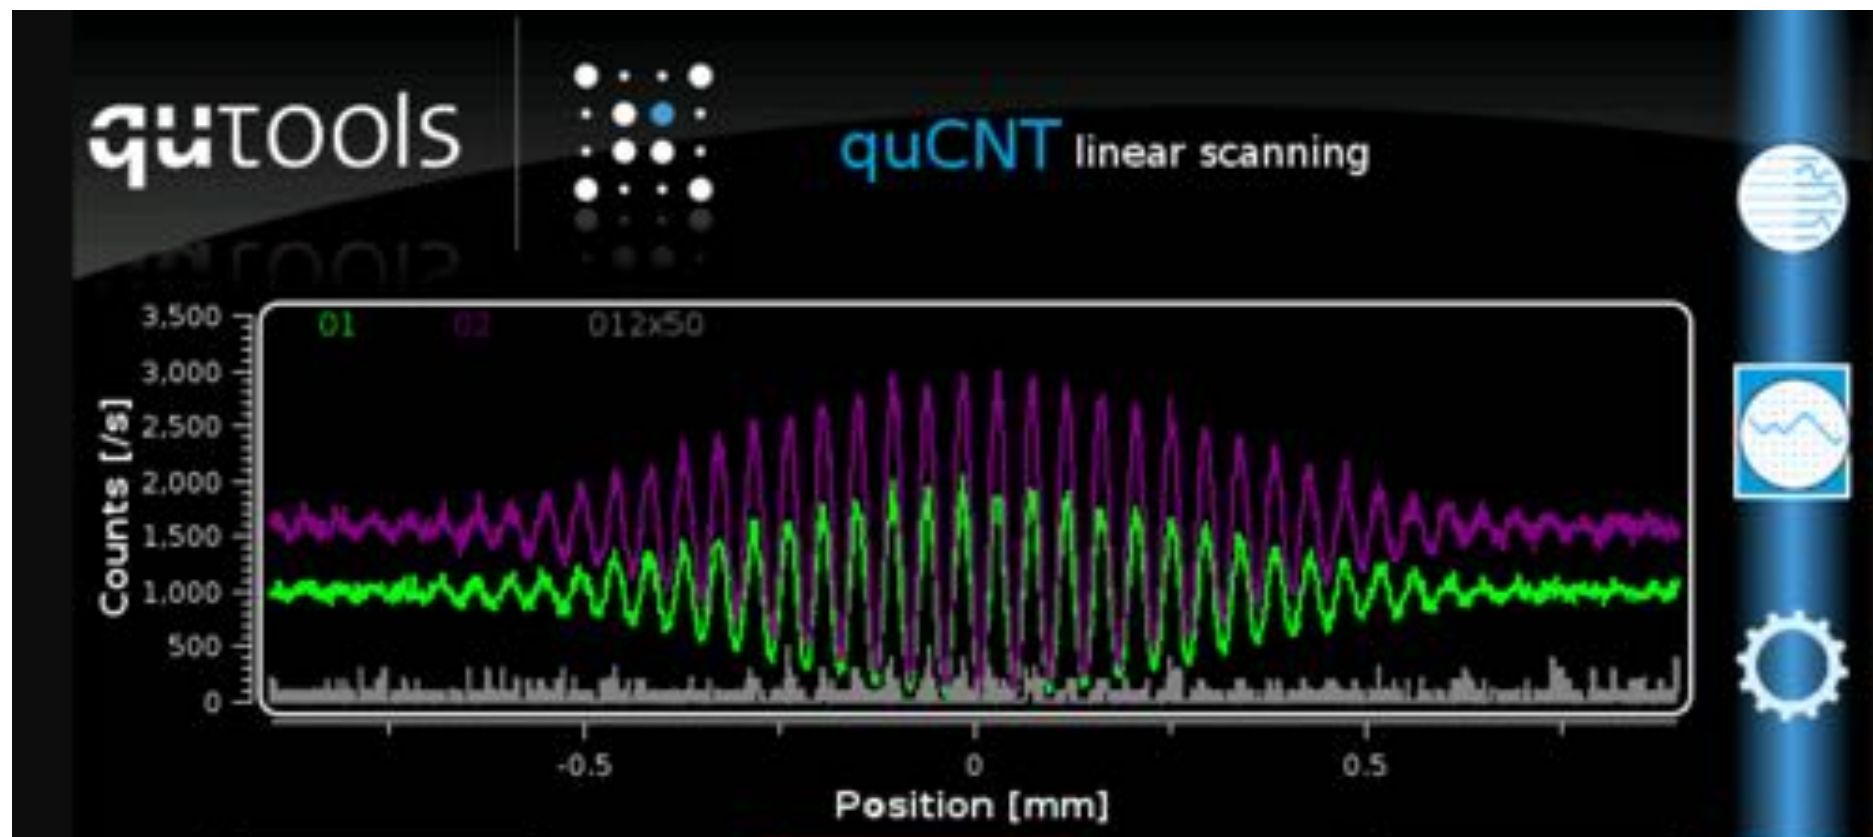 qutools
quCNT linear scanning
01 02 012x50
3,500
3,000
2,500
2,000
1,500
1,000
500
0
Counts [/s]
-0.5 0 0.5
Position [mm]